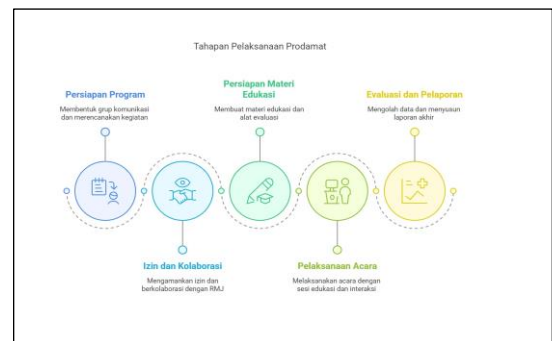 Tahapan Pelaksanaan Prodamat
Persiapan Program
Membentuk grup komunikasi
dan merencanakan kegiatan
Izin dan Kolaborasi
Mengamankan izin dan
berkolaborasi dengan RMJ
Persiapan Materi
Edukasi
Membuat materi edukasi dan
alat evaluasi
Pelaksanaan Acara
Melaksanakan acara dengan
sesi edukasi dan interaksi
Evaluasi dan Pelaporan
Mengolah data dan menyusun
laporan akhir